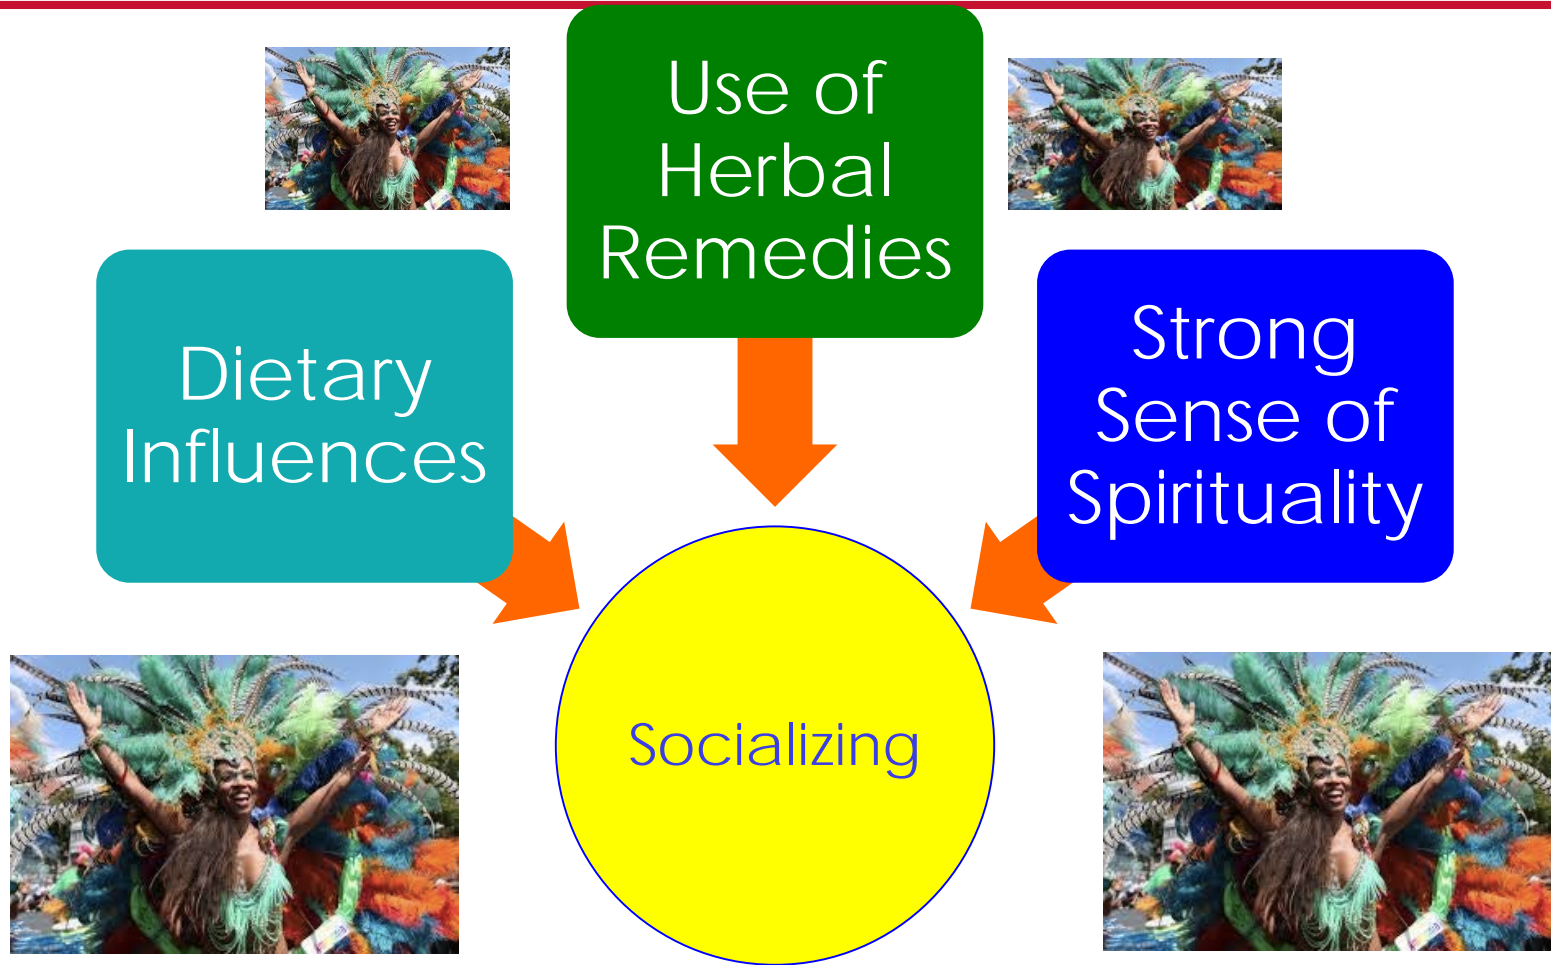 Use of
Herbal
Remedies
Dietary
Influences
Strong
Sense of
Spirituality
Socializing